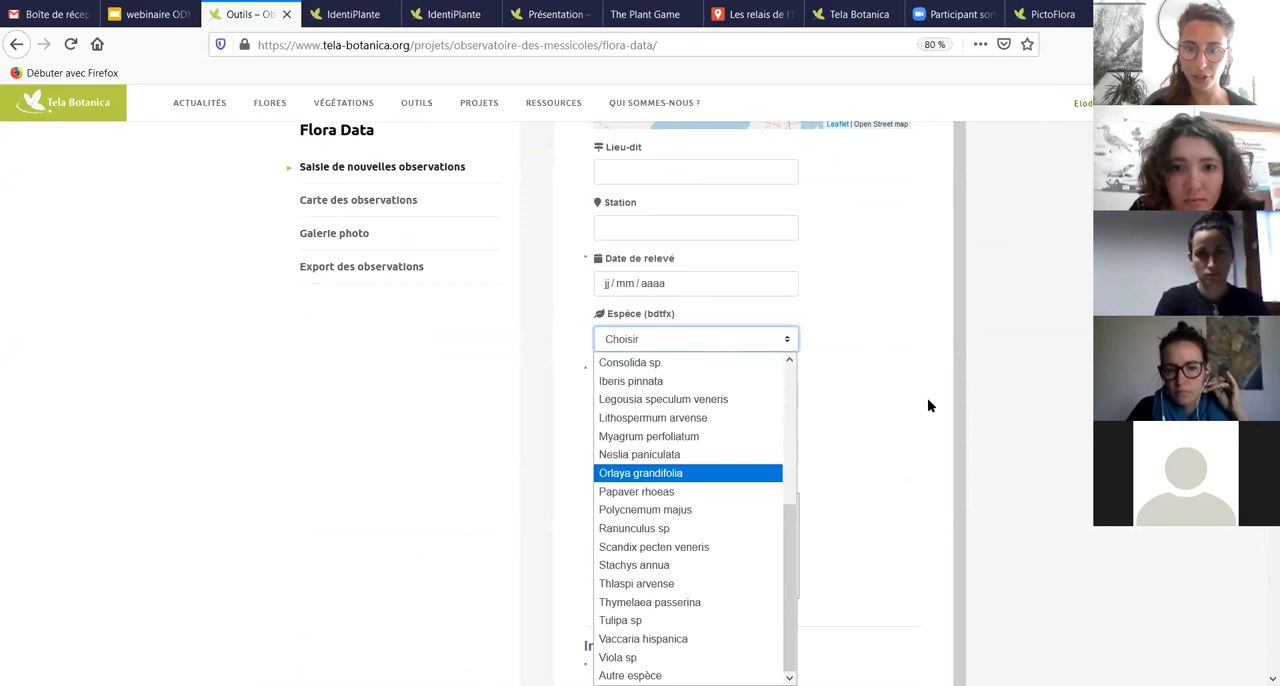 Boîte de récep
webinaire ODM
Outils – Ob
IdentiPlante
IdentiPlante
Présentation –
The Plant Game
Les relais de l'
Tela Botanica
Participant sor
PictoFlora
https://www.tela-botanica.org/projets/observatoire-des-messicoles/flora-data/
80 %
Débuter avec Firefox
Tela Botanica
ACTUALITÉS
FLORES
VÉGÉTATIONS
OUTILS
PROJETS
RESSOURCES
QUI SOMMES-NOUS ?
Elod
Flora Data
Saisie de nouvelles observations
Carte des observations
Galerie photo
Export des observations
Leaflet | Open Street map
Lieu-dit
Station
* Date de relevé
jj / mm / aaaa
Espèce (bdtfx)
Choisir
Consolida sp.
Iberis pinnata
Legousia speculum veneris
Lithospermum arvense
Myagrum perfoliatum
Neslia paniculata
Orlaya grandifolia
Papaver rhoeas
Polycnemum majus
Ranunculus sp
Scandix pecten veneris
Stachys annua
Thlaspi arvense
Thymelaea passerina
Tulipa sp
Vaccaria hispanica
Viola sp
Autre espèce